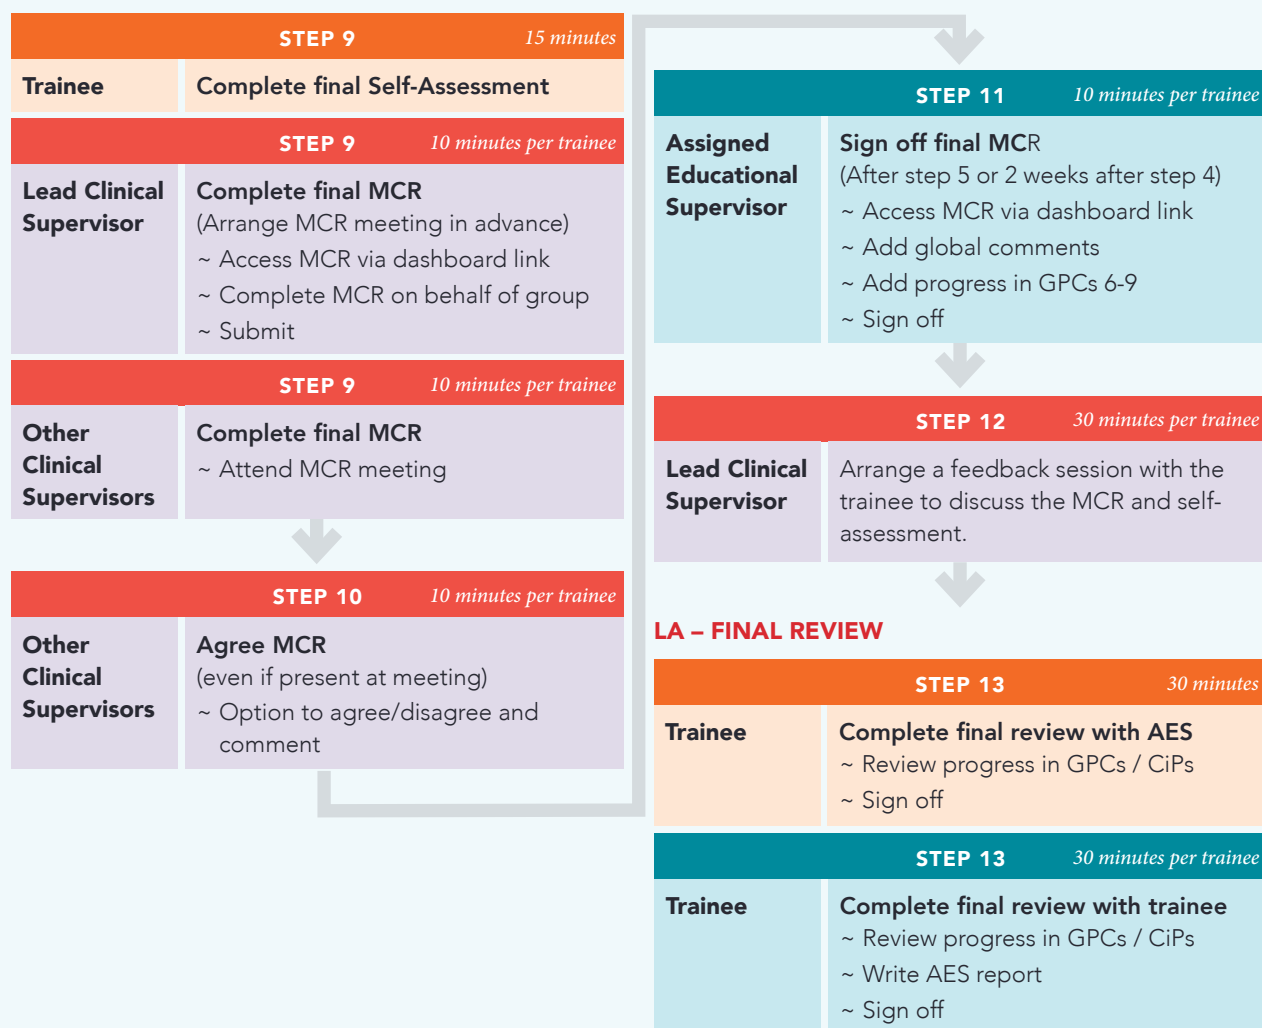 STEP 9 15 minutes
Trainee Complete final Self-Assessment
STEP 9 10 minutes per trainee
Lead Clinical Complete final MCR
Supervisor (Arrange MCR meeting in advance)
~ Access MCR via dashboard link
~ Complete MCR on behalf of group
~ Submit
STEP 9 10 minutes per trainee
Other Complete final MCR
Clinical ~ Attend MCR meeting
Supervisors
STEP 10 10 minutes per trainee
Other Agree MCR
Clinical (even if present at meeting)
Supervisors ~ Option to agree/disagree and
comment
STEP 11 10 minutes per trainee
Assigned Sign off final MCR
Educational (After step 5 or 2 weeks after step 4)
Supervisor ~ Access MCR via dashboard link
~ Add global comments
~ Add progress in GPCs 6-9
~ Sign off
STEP 12 30 minutes per trainee
Lead Clinical Arrange a feedback session with the
Supervisor trainee to discuss the MCR and self-
assessment.
LA – FINAL REVIEW
STEP 13 30 minutes
Trainee Complete final review with AES
~ Review progress in GPCs / CiPs
~ Sign off
STEP 13 30 minutes per trainee
Trainee Complete final review with trainee
~ Review progress in GPCs / CiPs
~ Write AES report
~ Sign off